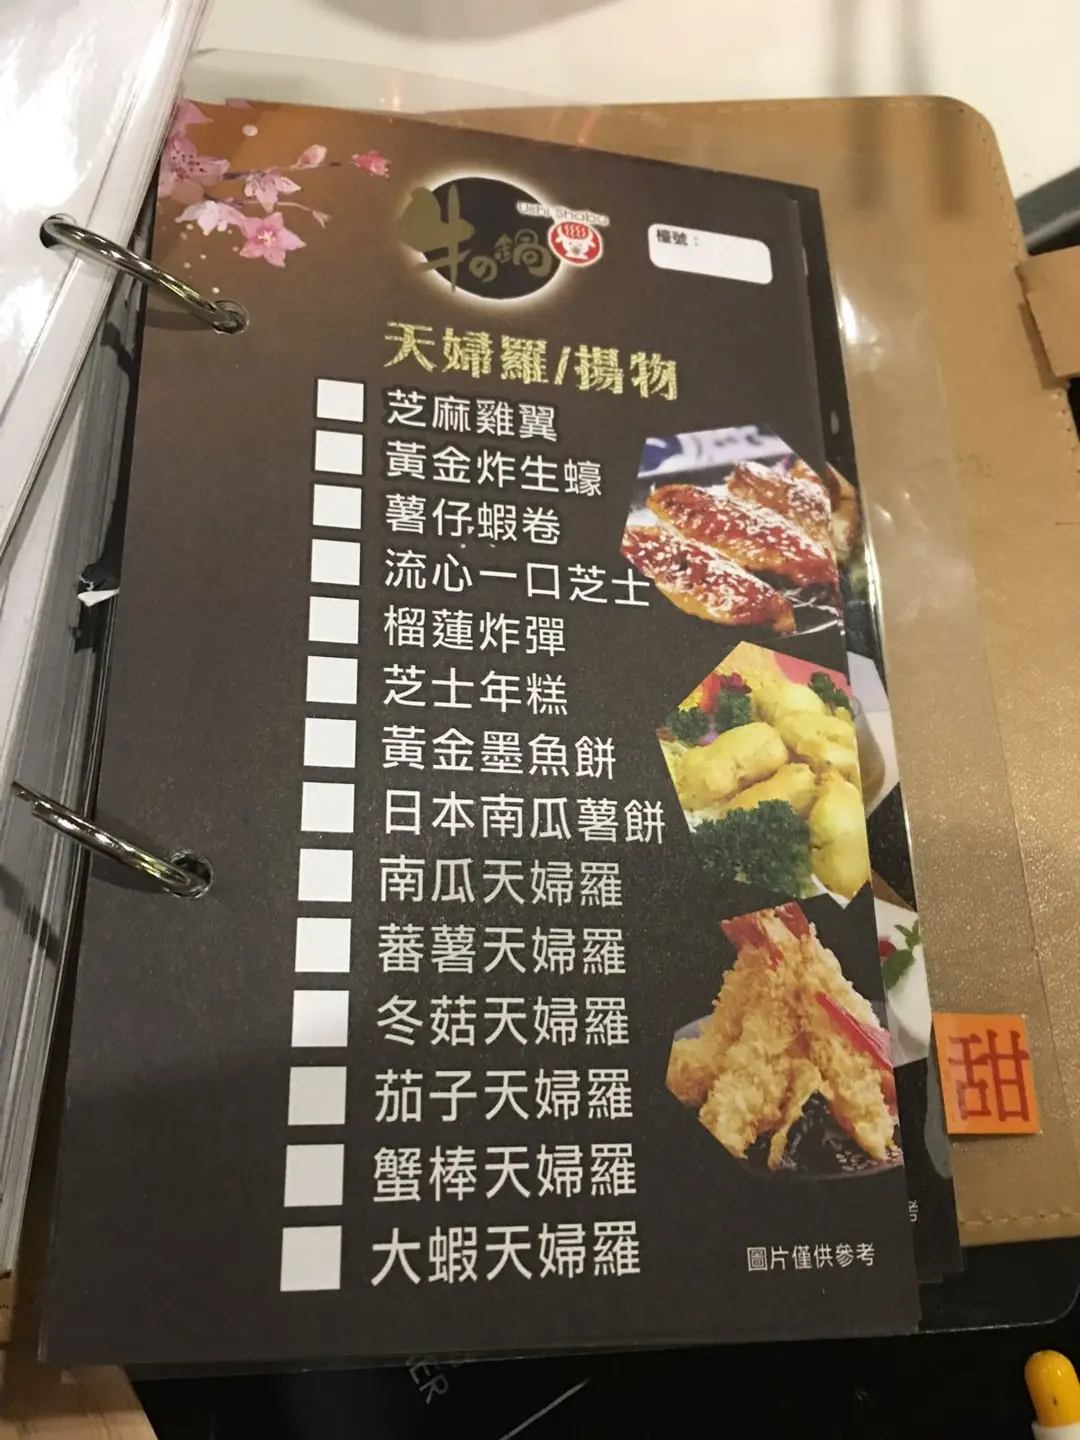 Ushi Shabu
牛の鍋
檯號：
天婦羅/揚物
芝麻雞翼
黃金炸生蠔
薯仔蝦卷
流心一口芝士
榴蓮炸彈
芝士年糕
黃金墨魚餅
日本南瓜薯餅
南瓜天婦羅
蕃薯天婦羅
冬菇天婦羅
茄子天婦羅
蟹棒天婦羅
大蝦天婦羅
圖片僅供參考
考
甜